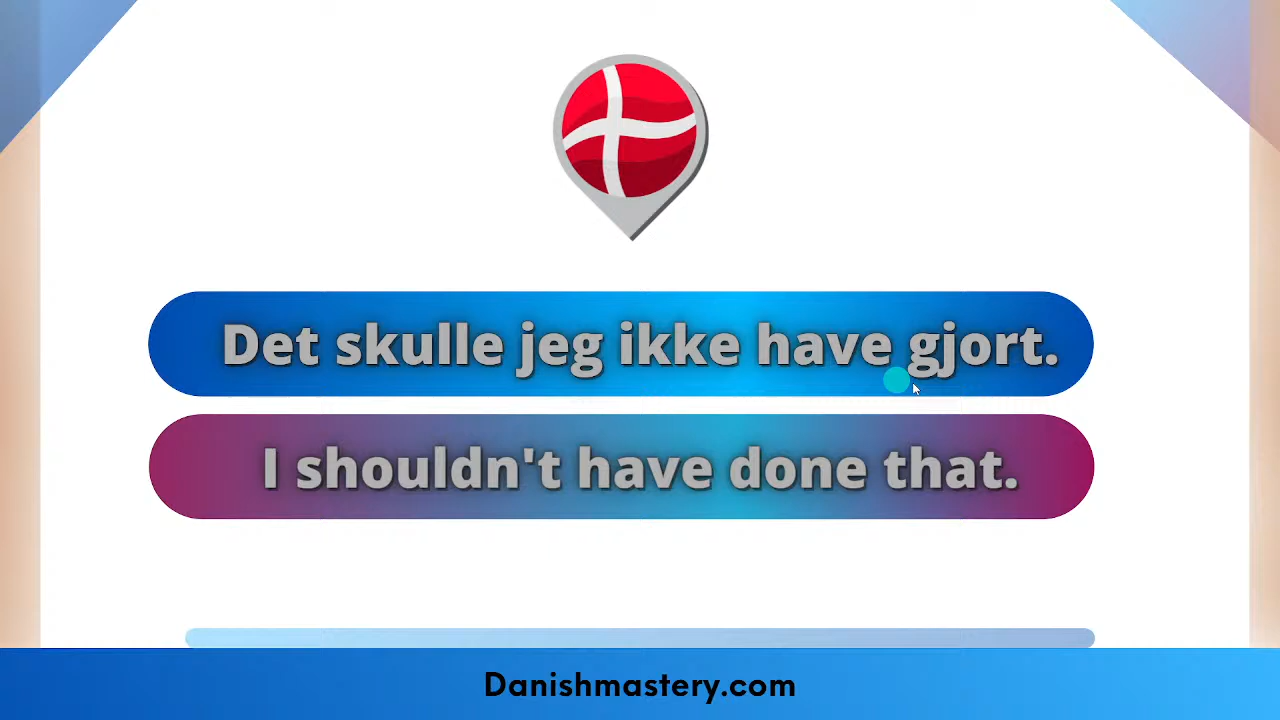 Det skulle jeg ikke have gjort.
I shouldn't have done that.
Danishmastery.com